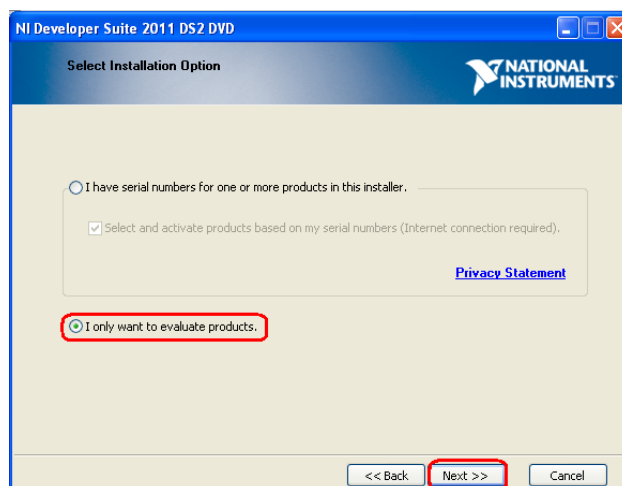 NI Developer Suite 2011 DS2 DVD
Select Installation Option
NATIONAL
INSTRUMENTS
I have serial numbers for one or more products in this installer.
Select and activate products based on my serial numbers (Internet connection required).
Privacy Statement
I only want to evaluate products.
<< Back
Next >>
Cancel